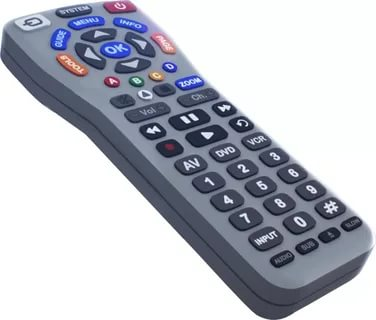 SYSTEM
MENU
INFO
GUIDE
OK
PAGE
TOOLS
A
B
C
D
ZOOM
Vol.
Ch.
AV
DVD
VCR
1
2
3
4
5
6
7
8
9
INPUT
0
#
AUDIO
SUB
SLOW